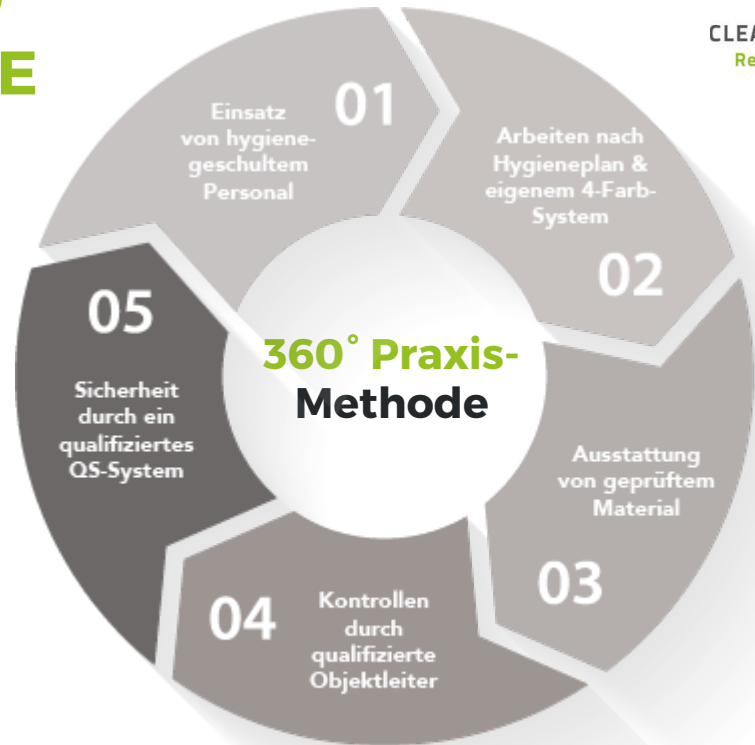 E
CLEA
Re
01
Einsatz
von hygiene-
geschultem
Personal
Arbeiten nach
Hygieneplan &
eigenem 4-Farb-
System
02
Ausstattung
von geprüftem
Material
03
04
Kontrollen
durch
qualifizierte
Objektleiter
05
Sicherheit
durch ein
qualifiziertes
QS-System
360° Praxis-
Methode